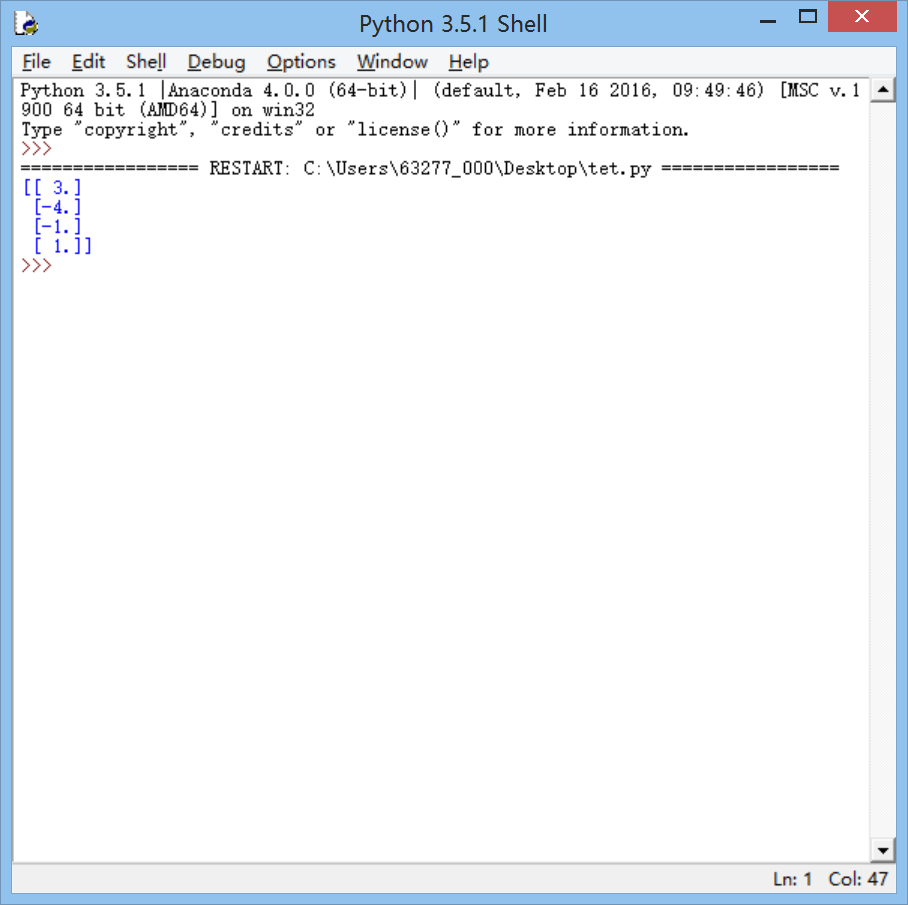 Python 3.5.1 Shell
File Edit Shell Debug Options Window Help
Python 3.5.1 |Anaconda 4.0.0 (64-bit)| (default, Feb 16 2016, 09:49:46) [MSC v.1
900 64 bit (AMD64)] on win32
Type "copyright", "credits" or "license()" for more information.
>>>
================= RESTART: C:\Users\63277_000\Desktop\tet.py =================
[[ 3.]
 [-4.]
 [-1.]
 [ 1.]]
>>>
Ln: 1 Col: 47